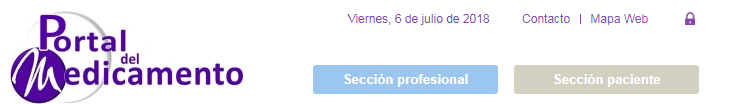 Portal
del
Medicamento
Viernes, 6 de julio de 2018
Contacto | Mapa Web
Sección profesional
Sección paciente